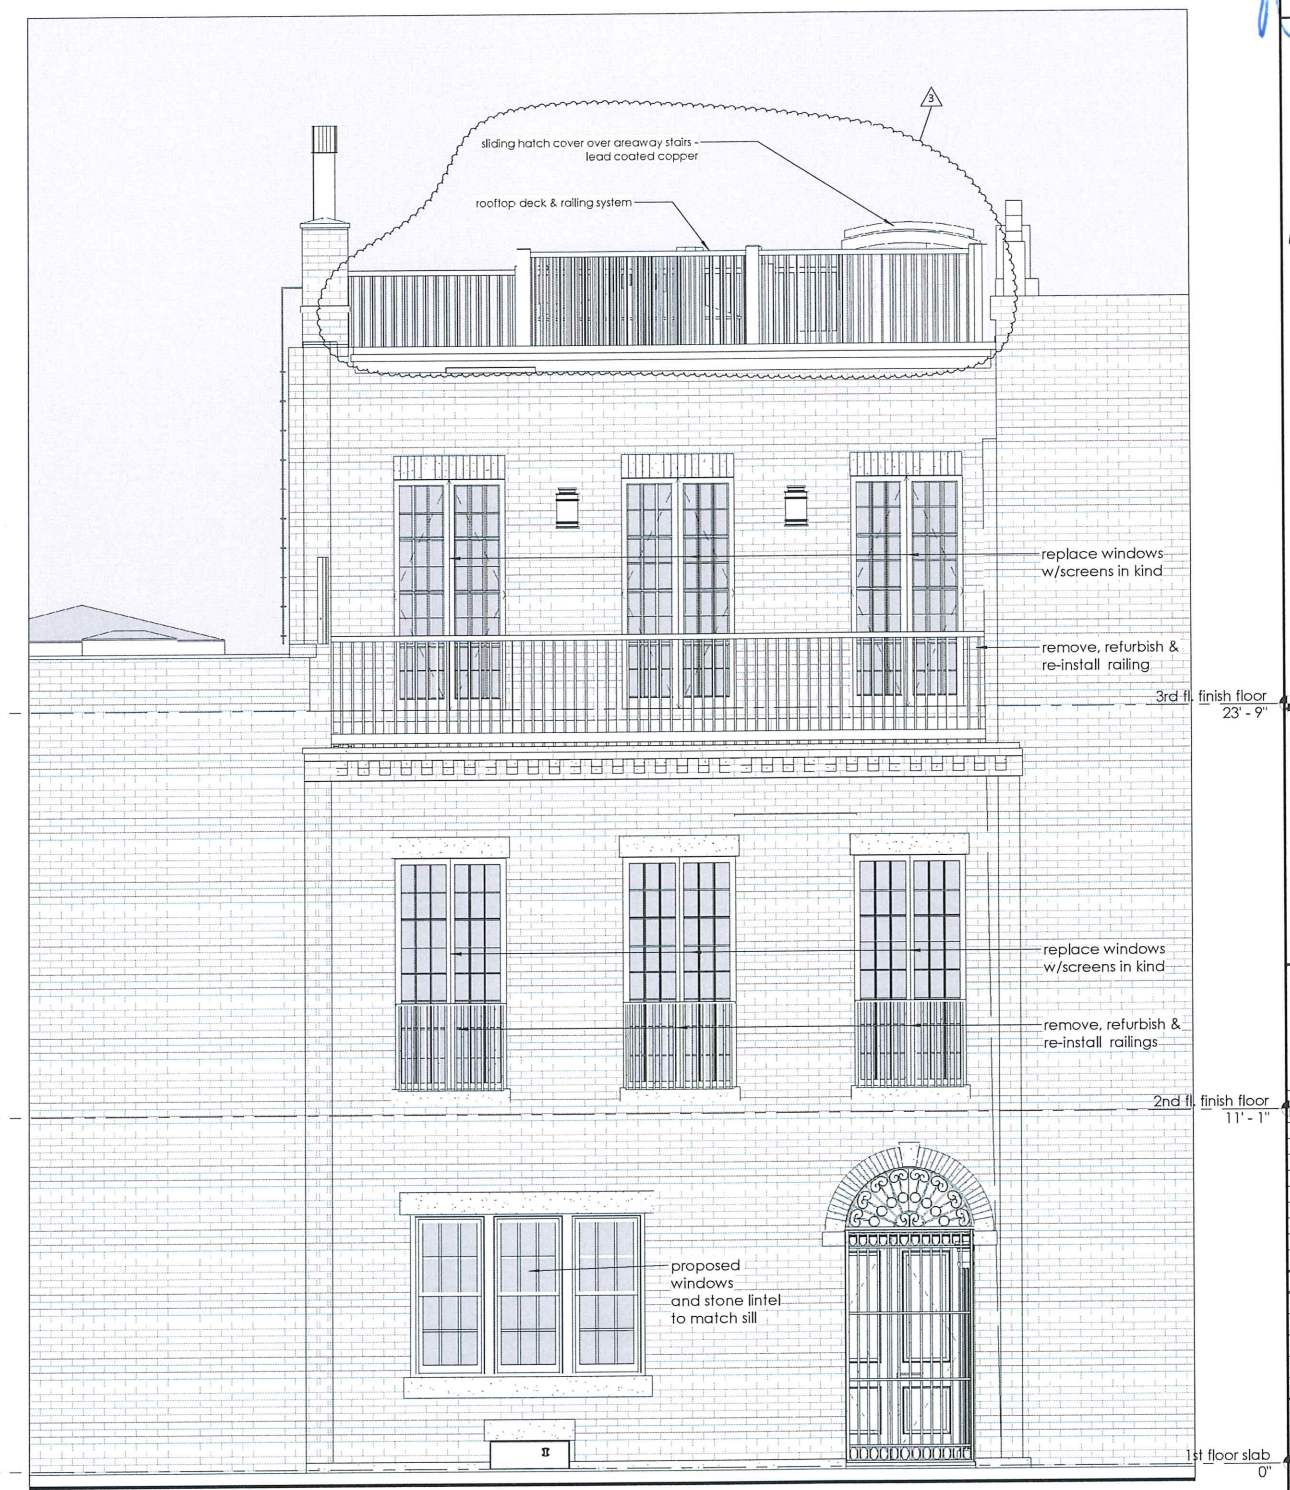 3
sliding hatch cover over areaway stairs -
lead coated copper
rooftop deck & railing system
replace windows
w/screens in kind
remove, refurbish &
re-install railing
3rd fl. finish floor
23' - 9"
replace windows
w/screens in kind
remove, refurbish &
re-install railings
2nd fl. finish floor
11' - 1"
proposed
windows
and stone lintel
to match sill
1st floor slab
0"